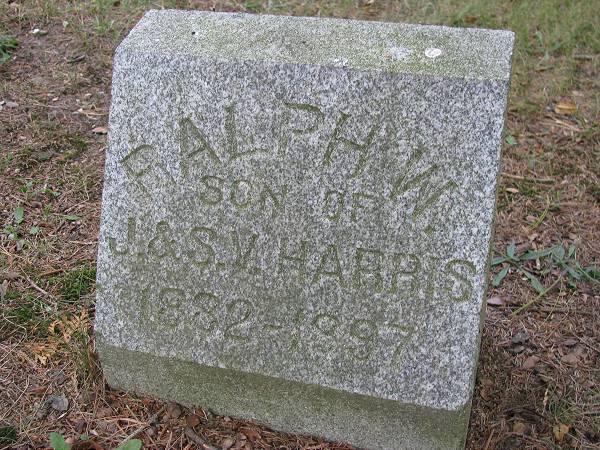 RALPH W.
SON OF
J. & S. V. HARRIS
1882-1897